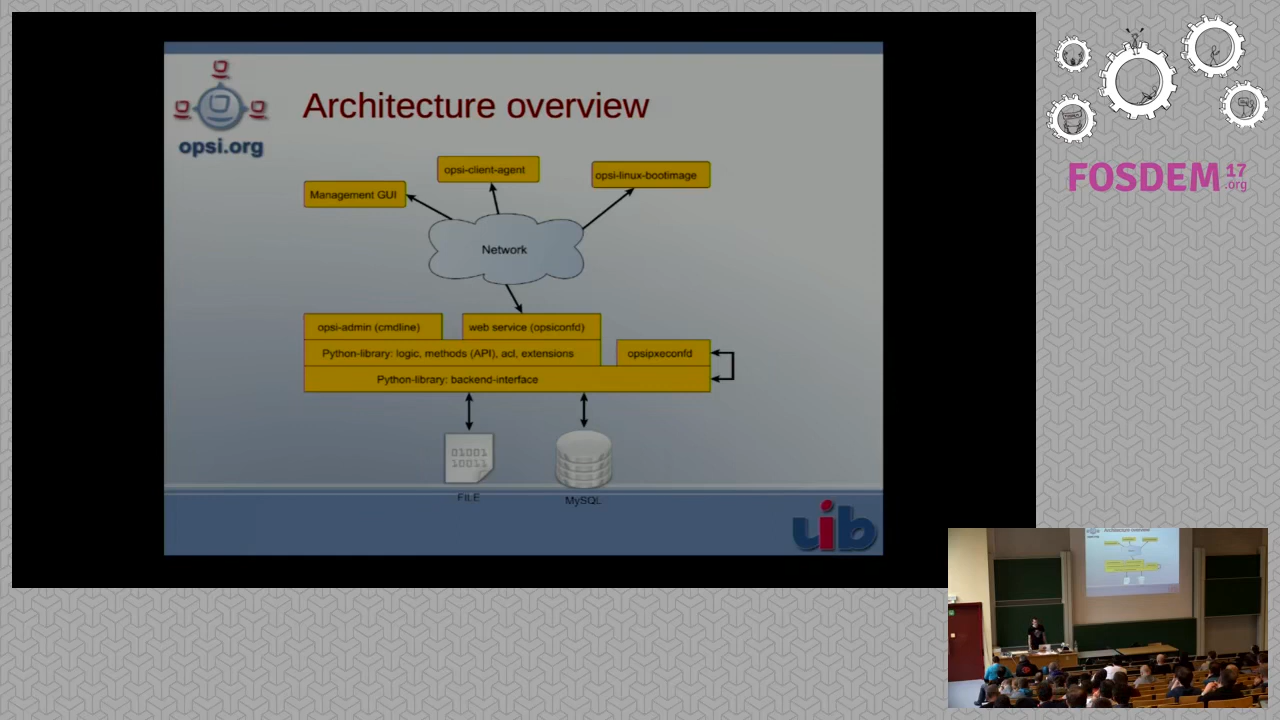 Architecture overview
opsi.org
opsi-client-agent
opsi-linux-bootimage
Management GUI
Network
opsi-admin (cmdline)
web service (opsiconfd)
Python-library: logic, methods (API), acl, extensions
opsipxeconfd
Python-library: backend-interface
01001
10011
FILE
MySQL
uib
FOSDEM 17
.org
Architecture overview